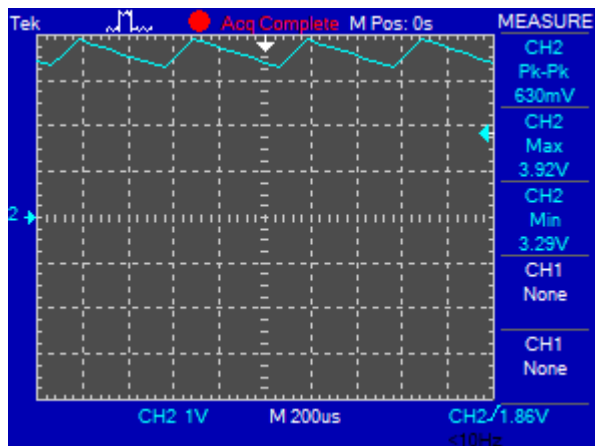 Tek Acq Complete M Pos: 0s MEASURE
CH2
Pk-Pk
630mV
CH2
Max
3.92V
2
CH2
Min
3.29V
CH1
None
CH1
None
CH2 1V M 200us CH2 1.86V
<10Hz